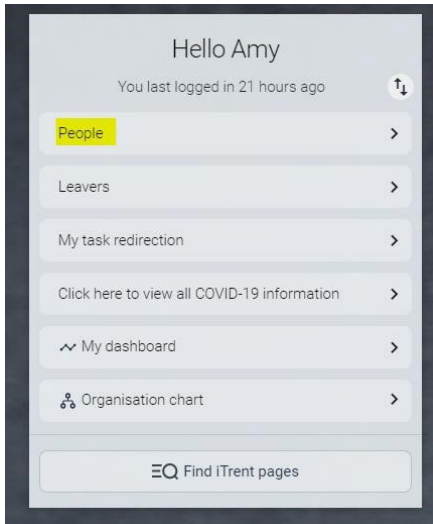 Hello Amy
You last logged in 21 hours ago
People
Leavers
My task redirection
Click here to view all COVID-19 information
My dashboard
Organisation chart
Find iTrent pages